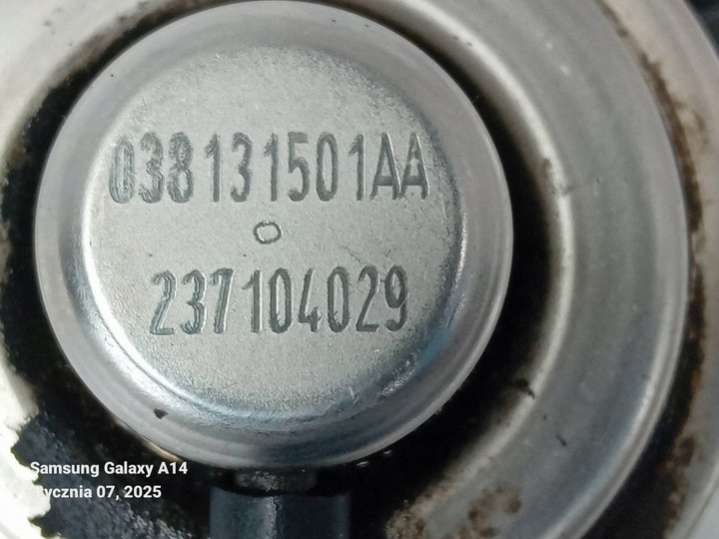 038131501AA
237104029
Samsung Galaxy A14
stycznia 07, 2025